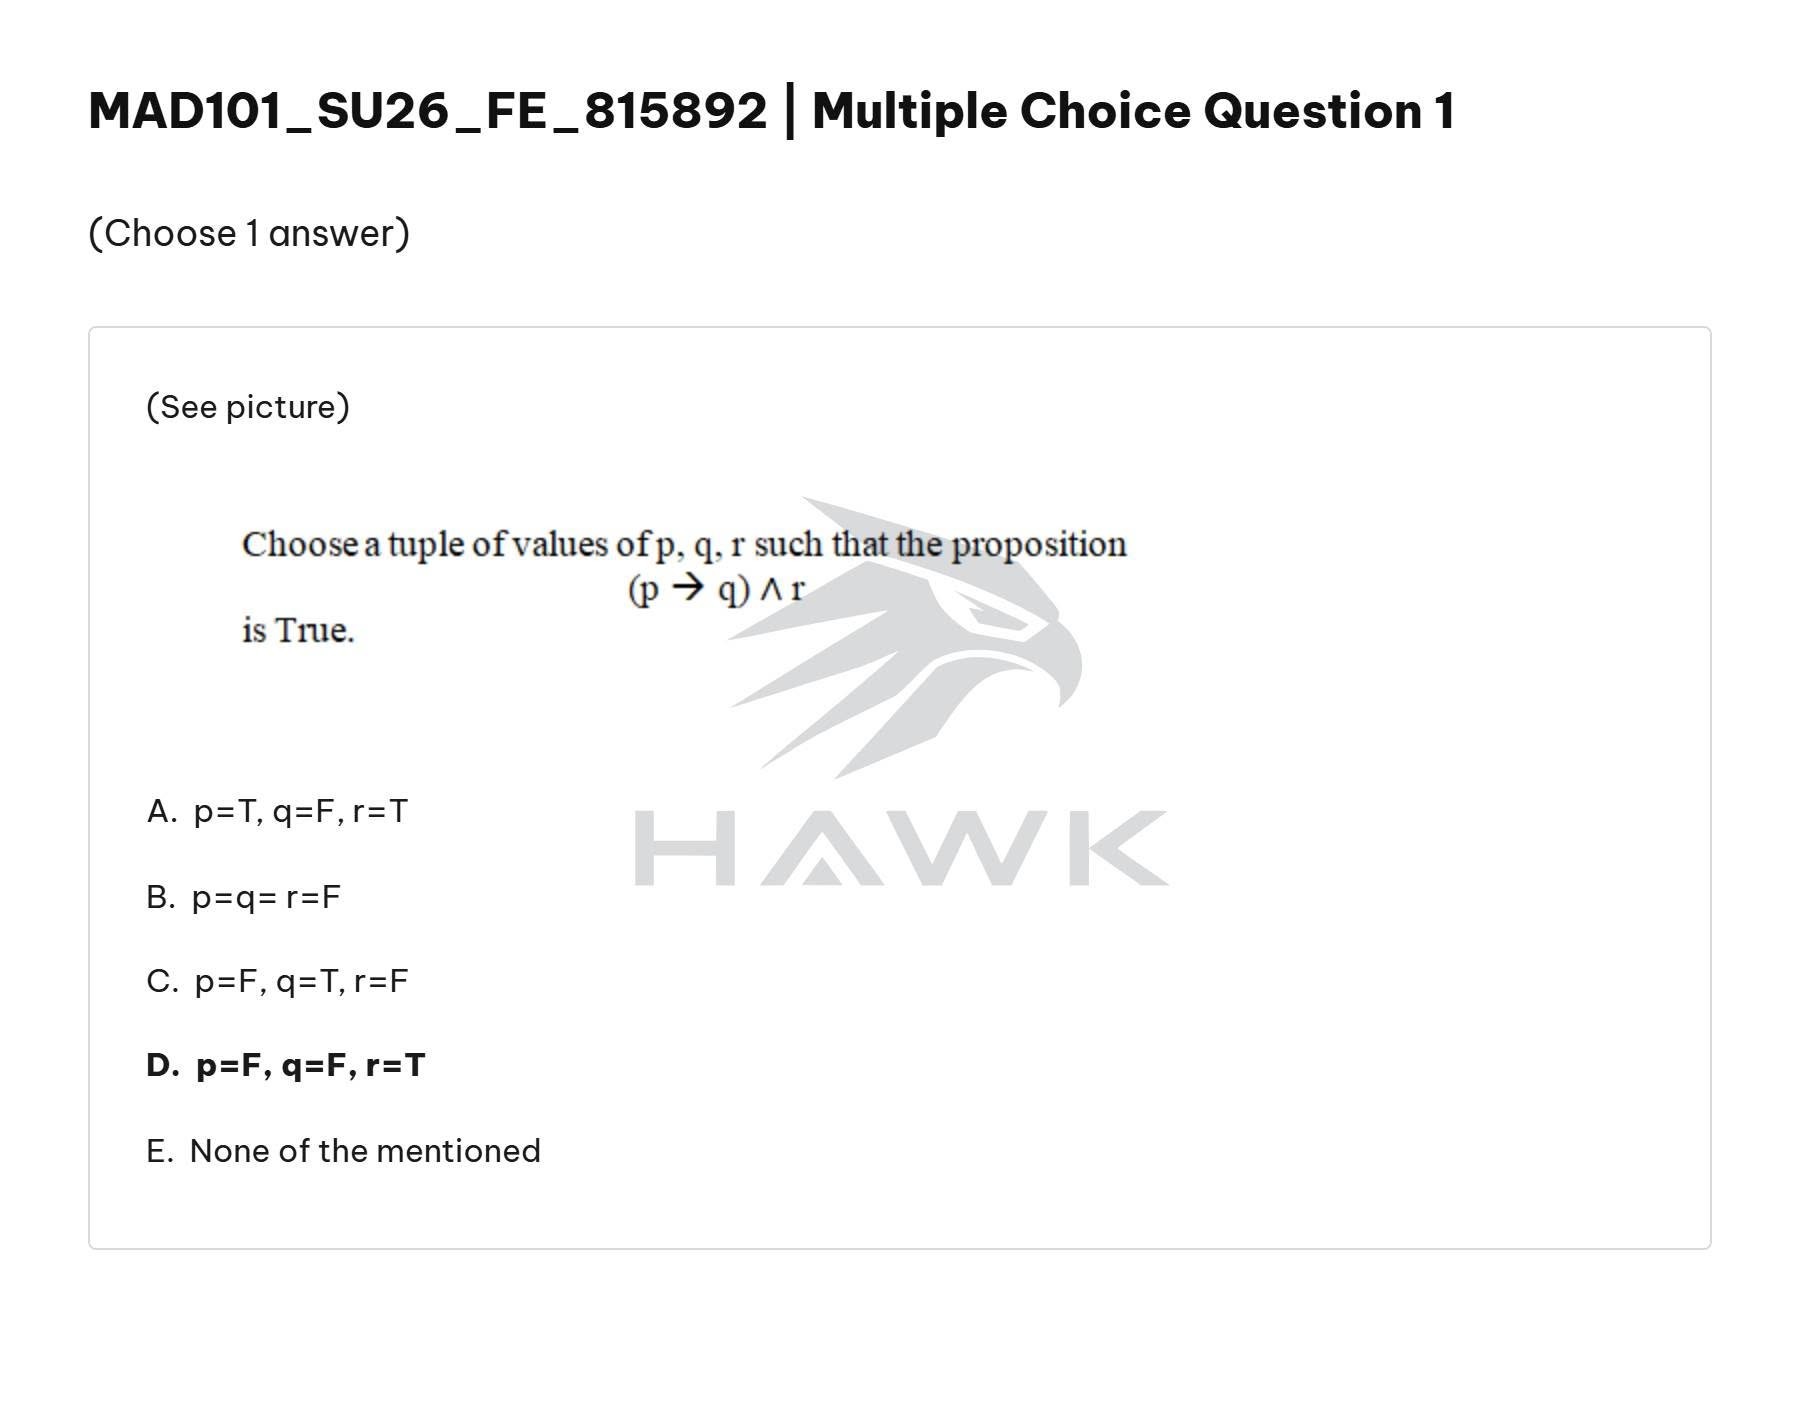 MAD101_SU26_FE_815892 | Multiple Choice Question 1
(Choose 1 answer)
(See picture)
Choose a tuple of values of p, q, r such that the proposition
(p → q) ∧ r
is True.
A. p=T, q=F, r=T
B. p=q= r=F
C. p=F, q=T, r=F
D. p=F, q=F, r=T
E. None of the mentioned
HAWK